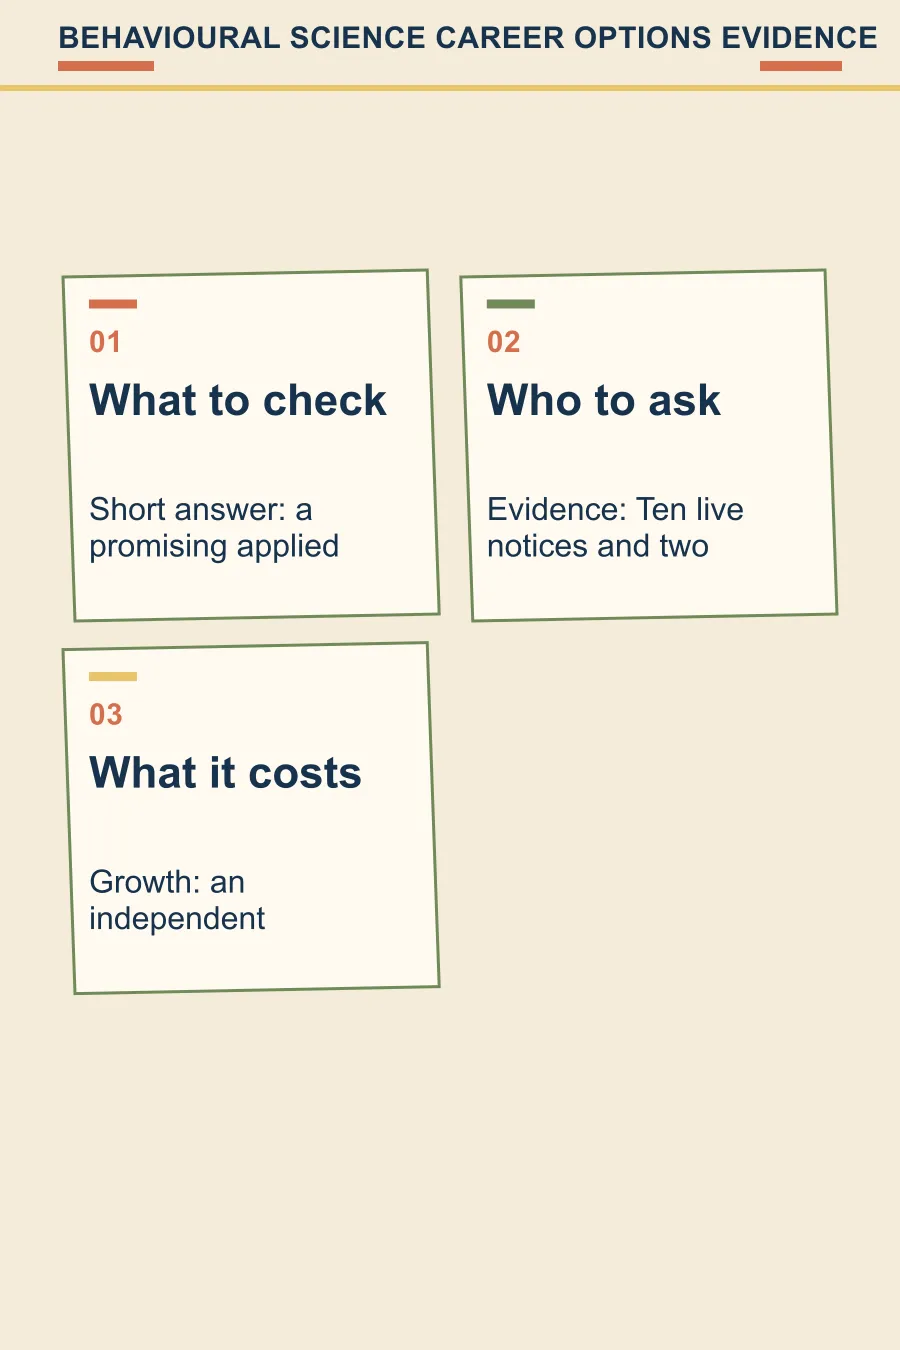 BEHAVIOURAL SCIENCE CAREER OPTIONS EVIDENCE
01
What to check
Short answer: a
promising applied
02
Who to ask
Evidence: Ten live
notices and two
03
What it costs
Growth: an
independent